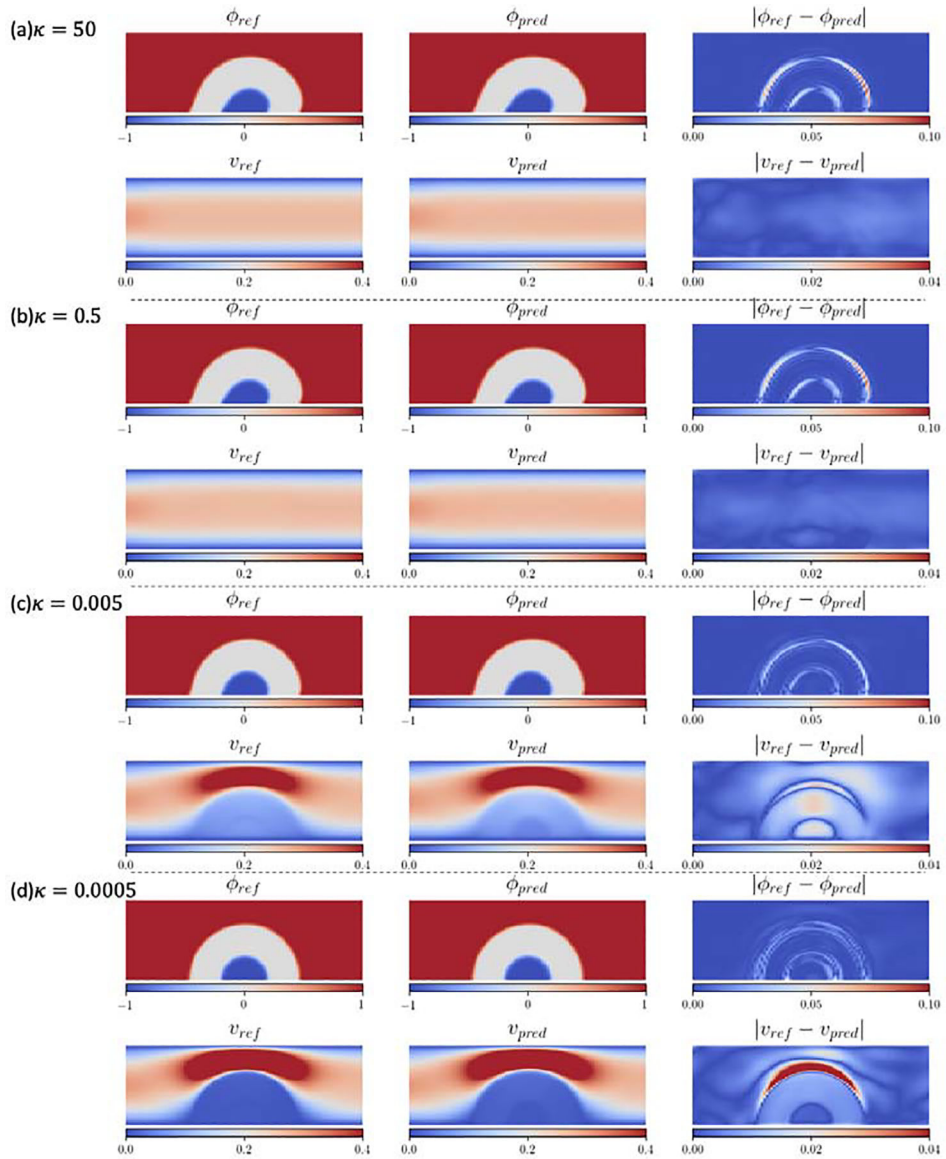 (a)κ = 50
ϕ_ref ϕ_pred |ϕ_ref − ϕ_pred|
−1 0 1 −1 0 1 0.00 0.05 0.10
v_ref v_pred |v_ref − v_pred|
0.0 0.2 0.4 0.0 0.2 0.4 0.00 0.02 0.04
(b)κ = 0.5
ϕ_ref ϕ_pred |ϕ_ref − ϕ_pred|
−1 0 1 −1 0 1 0.00 0.05 0.10
v_ref v_pred |v_ref − v_pred|
0.0 0.2 0.4 0.0 0.2 0.4 0.00 0.02 0.04
(c)κ = 0.005
ϕ_ref ϕ_pred |ϕ_ref − ϕ_pred|
−1 0 1 −1 0 1 0.00 0.05 0.10
v_ref v_pred |v_ref − v_pred|
0.0 0.2 0.4 0.0 0.2 0.4 0.00 0.02 0.04
(d)κ = 0.0005
ϕ_ref ϕ_pred |ϕ_ref − ϕ_pred|
−1 0 1 −1 0 1 0.00 0.05 0.10
v_ref v_pred |v_ref − v_pred|
0.0 0.2 0.4 0.0 0.2 0.4 0.00 0.02 0.04